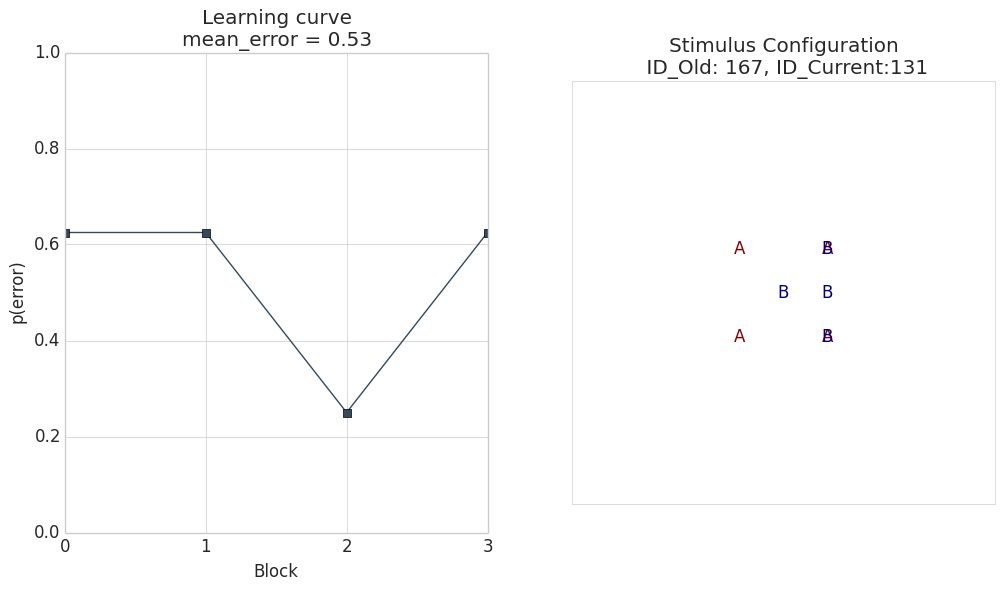 Learning curve
mean_error = 0.53
1.0
0.8
0.6
0.4
0.2
0.0
0
1
2
3
p(error)
Block
Stimulus Configuration
ID_Old: 167, ID_Current:131
A
A
B
B
B
A
A
B